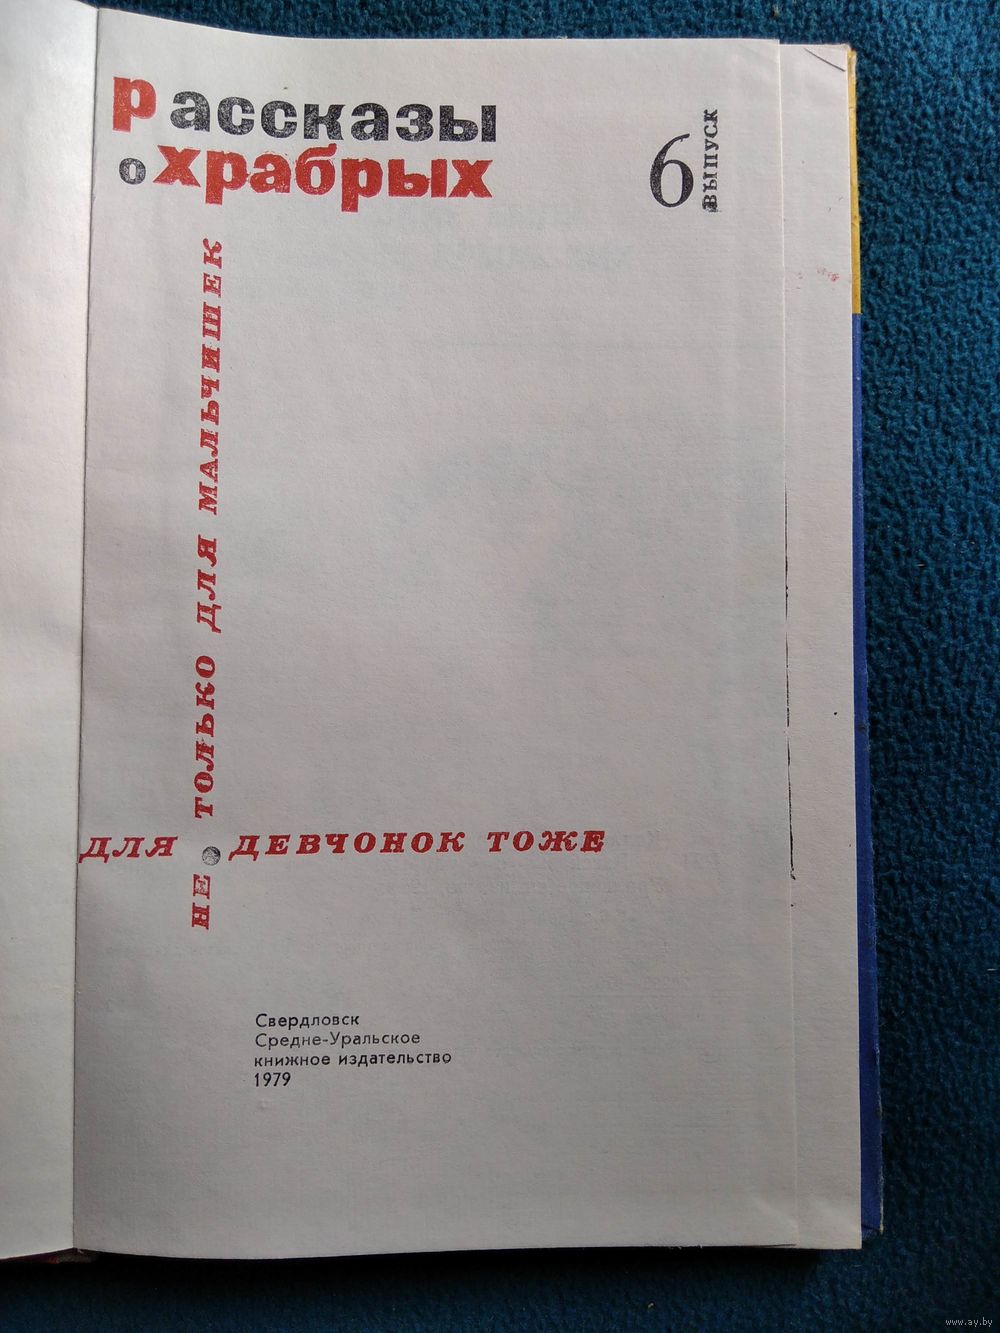 рассказы
о храбрых
6 выпуск
НЕ ТОЛЬКО ДЛЯ МАЛЬЧИШЕК
ДЛЯ ДЕВЧОНОК ТОЖЕ
Свердловск
Средне-Уральское
книжное издательство
1979
www.ay.by